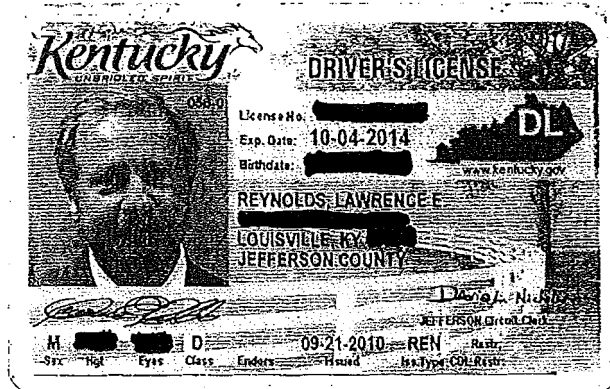 Kentucky
UNBRIDLED SPIRIT
DRIVER'S LICENSE
License No.
Exp. Date: 10-04-2014
Birthdate:
DL
www.kentucky.gov
REYNOLDS, LAWRENCE E
LOUISVILLE, KY
JEFFERSON COUNTY
JEFFERSON Circuit Clerk
M D 09-21-2010 REN
Sex Hgt Eyes Class Endors Issued Iss.Type CDL-Restr. Restr.